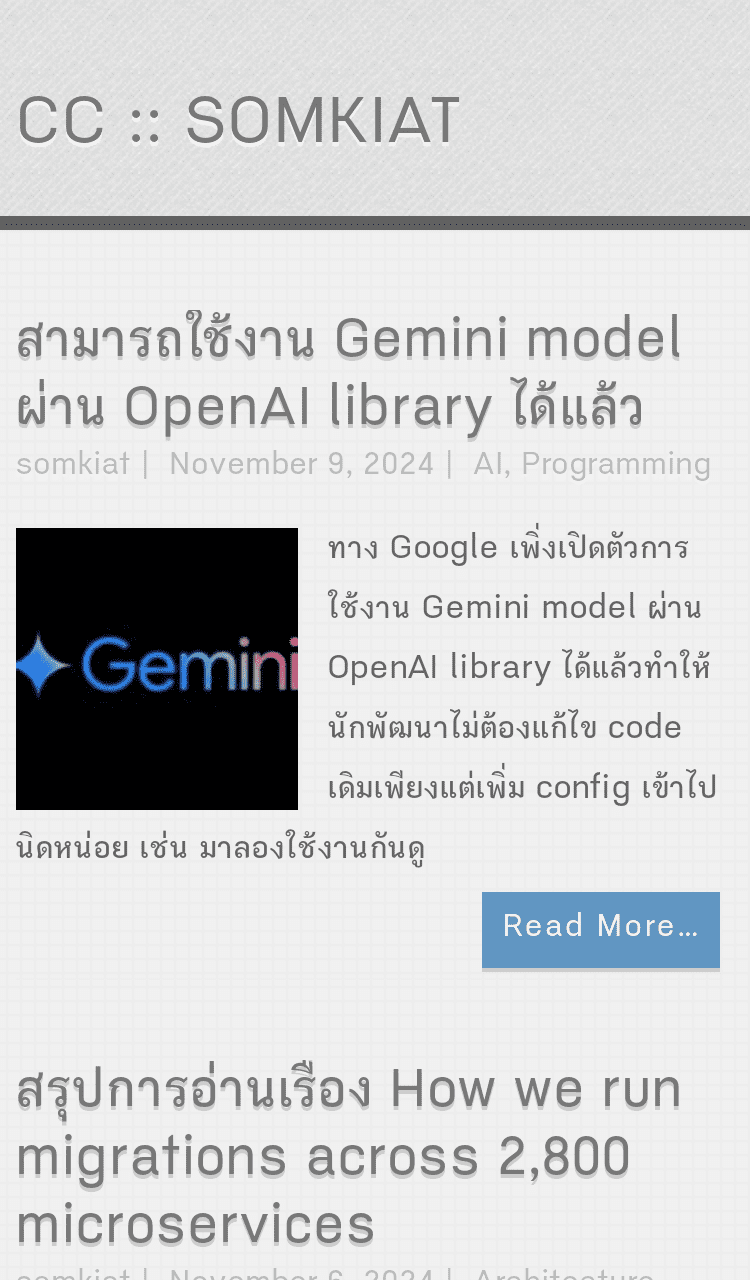 CC :: SOMKIAT
สามารถใช้งาน Gemini model
ผ่าน OpenAI library ได้แล้ว
somkiat | November 9, 2024 | AI, Programming
Gemini
ทาง Google เพิ่งเปิดตัวการ
ใช้งาน Gemini model ผ่าน
OpenAI library ได้แล้วทำให้
นักพัฒนาไม่ต้องแก้ไข code
เดิมเพียงแต่เพิ่ม config เข้าไป
นิดหน่อย เช่น มาลองใช้งานกันดู
Read More...
สรุปการอ่านเรื่อง How we run
migrations across 2,800
microservices
somkiat | November 6, 2024 | Architecture